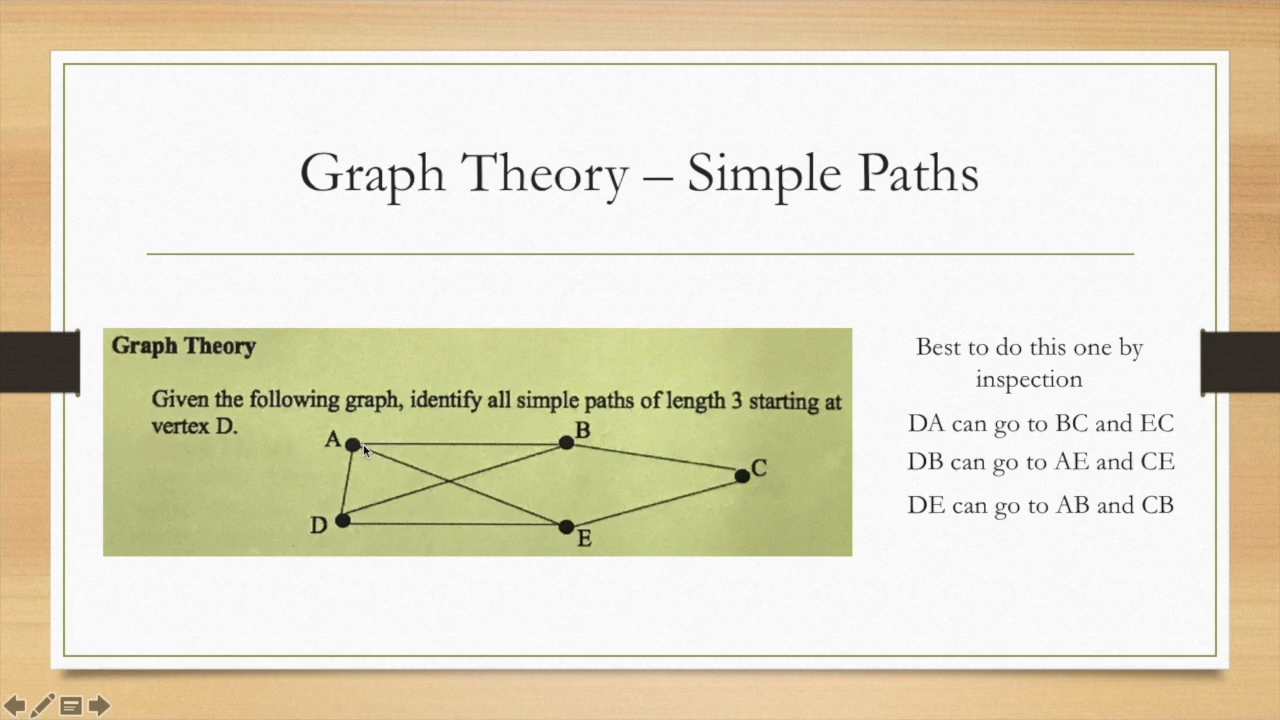 Graph Theory – Simple Paths
Graph Theory
Given the following graph, identify all simple paths of length 3 starting at
vertex D.
A
B
C
D
E
Best to do this one by
inspection
DA can go to BC and EC
DB can go to AE and CE
DE can go to AB and CB